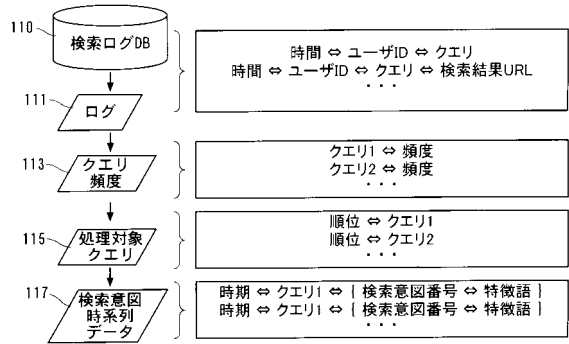 110
検索ログDB
時間 ⇔ ユーザID ⇔ クエリ
時間 ⇔ ユーザID ⇔ クエリ ⇔ 検索結果URL
・・・
111
ログ
113
クエリ
頻度
クエリ1 ⇔ 頻度
クエリ2 ⇔ 頻度
・・・
115
処理対象
クエリ
順位 ⇔ クエリ1
順位 ⇔ クエリ2
・・・
117
検索意図
時系列
データ
時期 ⇔ クエリ1 ⇔ { 検索意図番号 ⇔ 特徴語 }
時期 ⇔ クエリ1 ⇔ { 検索意図番号 ⇔ 特徴語 }
・・・